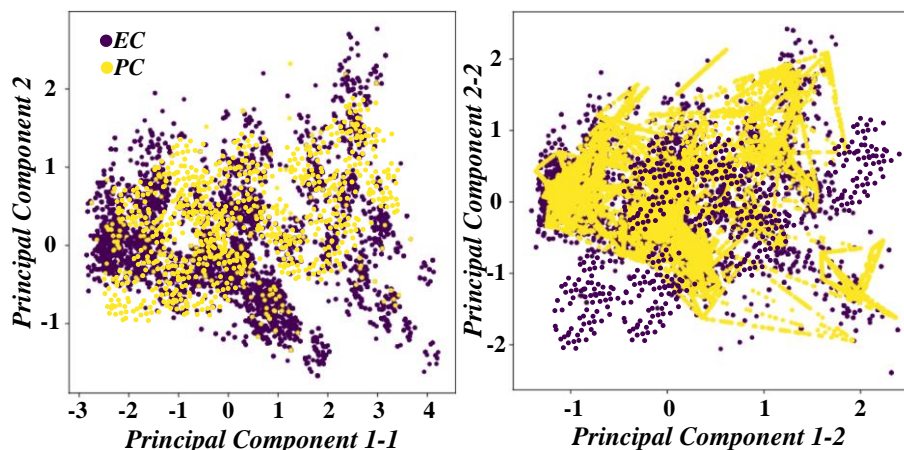 EC
PC
Principal Component 2
2
1
0
-1
-3 -2 -1 0 1 2 3 4
Principal Component 1-1
Principal Component 2-2
2
1
0
-1
-2
-1 0 1 2
Principal Component 1-2